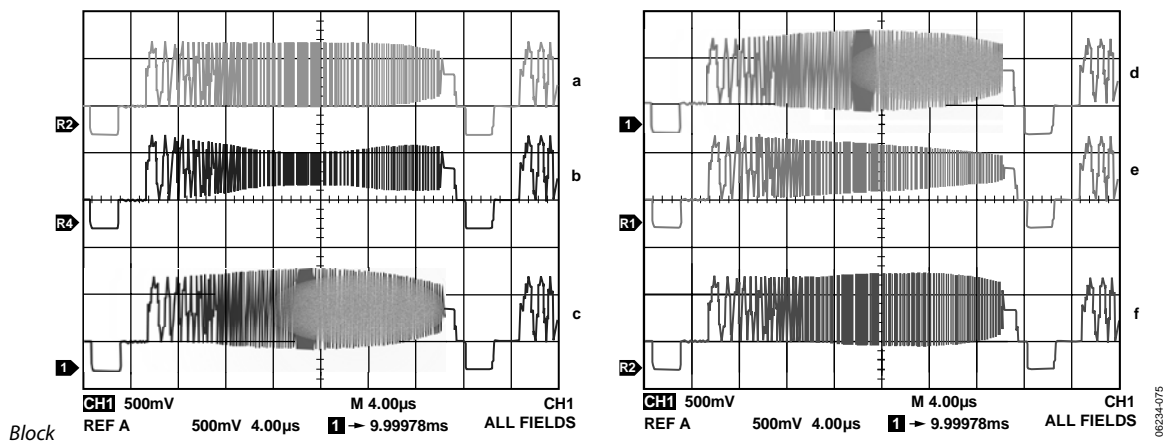 a
R2
b
R4
c
1
CH1 500mV M 4.00µs CH1
REF A 500mV 4.00µs 1 → 9.99978ms ALL FIELDS
d
1
e
R1
f
R2
CH1 500mV M 4.00µs CH1
REF A 500mV 4.00µs 1 → 9.99978ms ALL FIELDS
06234-075
Block